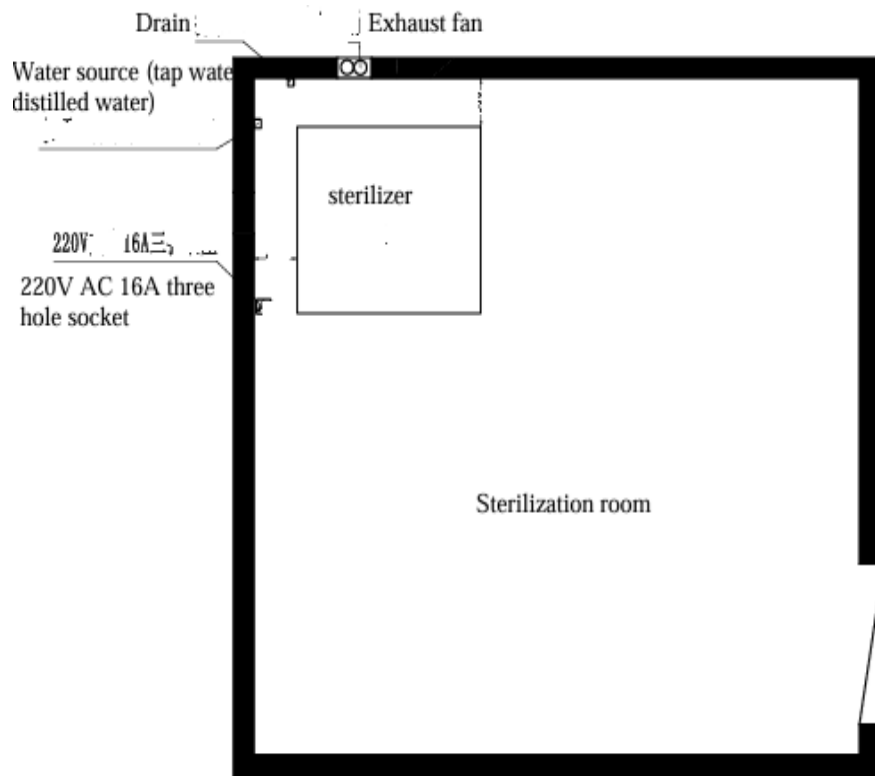 Drain
Exhaust fan
Water source (tap wate
distilled water)
sterilizer
220V 16A三
220V AC 16A three
hole socket
Sterilization room